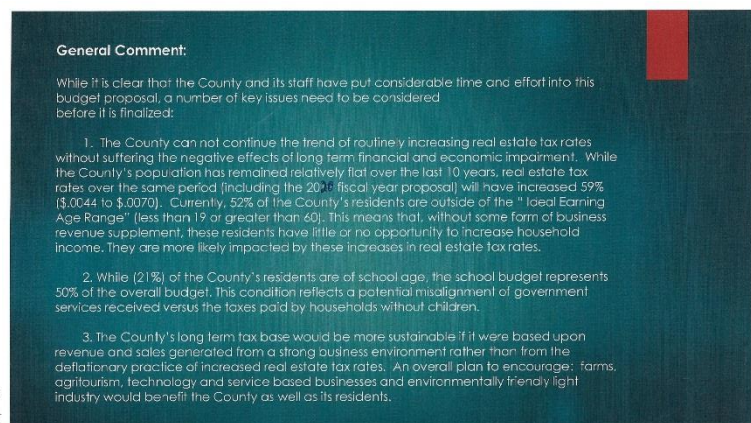 General Comment:
While it is clear that the County and its staff have put considerable time and effort into this
budget proposal, a number of key issues need to be considered
before it is finalized:
1. The County can not continue the trend of routinely increasing real estate tax rates
without suffering the negative effects of long term financial and economic impairment. While
the County's population has remained relatively flat over the last 10 years, real estate tax
rates over the same period (including the 2020 fiscal year proposal) will have increased 59%
($.0044 to $.0070). Currently, 52% of the County's residents are outside of the " Ideal Earning
Age Range" (less than 19 or greater than 60). This means that, without some form of business
revenue supplement, these residents have little or no opportunity to increase household
income. They are more likely impacted by these increases in real estate tax rates.
2. While (21%) of the County's residents are of school age, the school budget represents
50% of the overall budget. This condition reflects a potential misalignment of government
services received versus the taxes paid by households without children.
3. The County's long term tax base would be more sustainable if it were based upon
revenue and sales generated from a strong business environment rather than from the
deflationary practice of increased real estate tax rates. An overall plan to encourage: farms,
agritourism, technology and service based businesses and environmentally friendly light
industry would benefit the County as well as its residents.